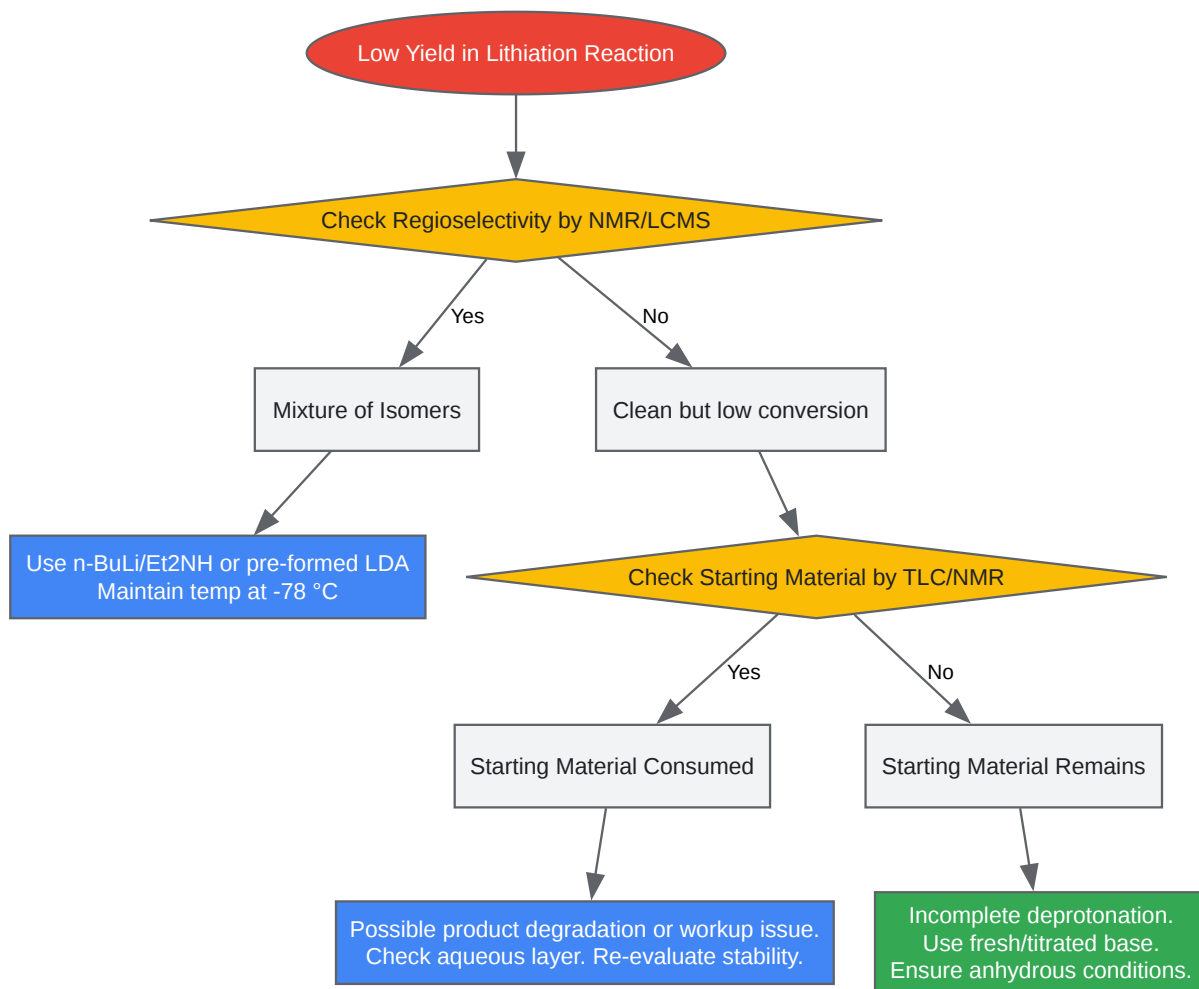 Low Yield in Lithiation Reaction
Check Regioselectivity by NMR/LCMS
Yes
No
Mixture of Isomers
Clean but low conversion
Use n-BuLi/Et2NH or pre-formed LDA
Maintain temp at -78 °C
Check Starting Material by TLC/NMR
Yes
No
Starting Material Consumed
Starting Material Remains
Possible product degradation or workup issue.
Check aqueous layer. Re-evaluate stability.
Incomplete deprotonation.
Use fresh/titrated base.
Ensure anhydrous conditions.